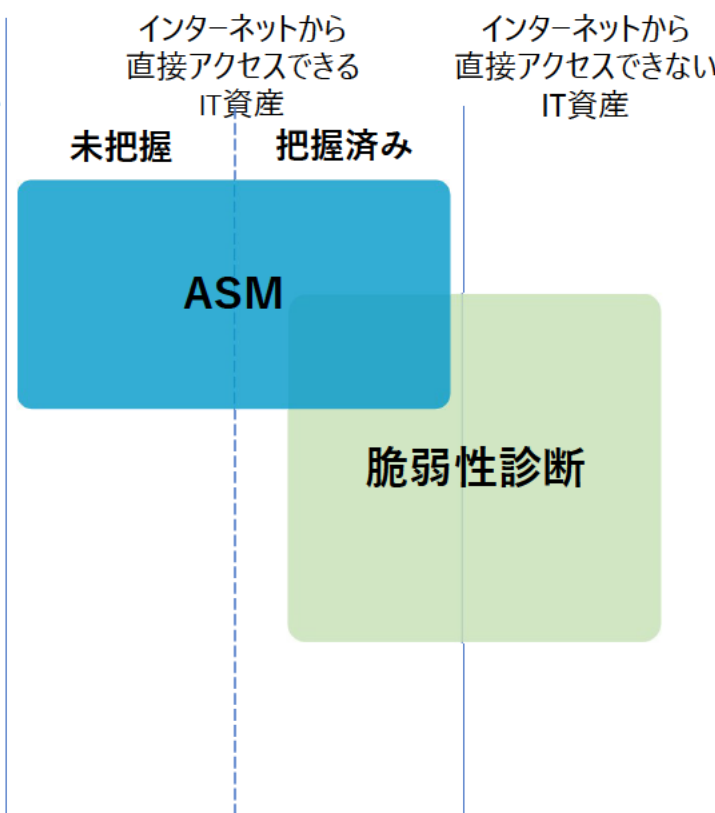 インターネットから
直接アクセスできる
IT資産
インターネットから
直接アクセスできない
IT資産
未把握
把握済み
ASM
脆弱性診断